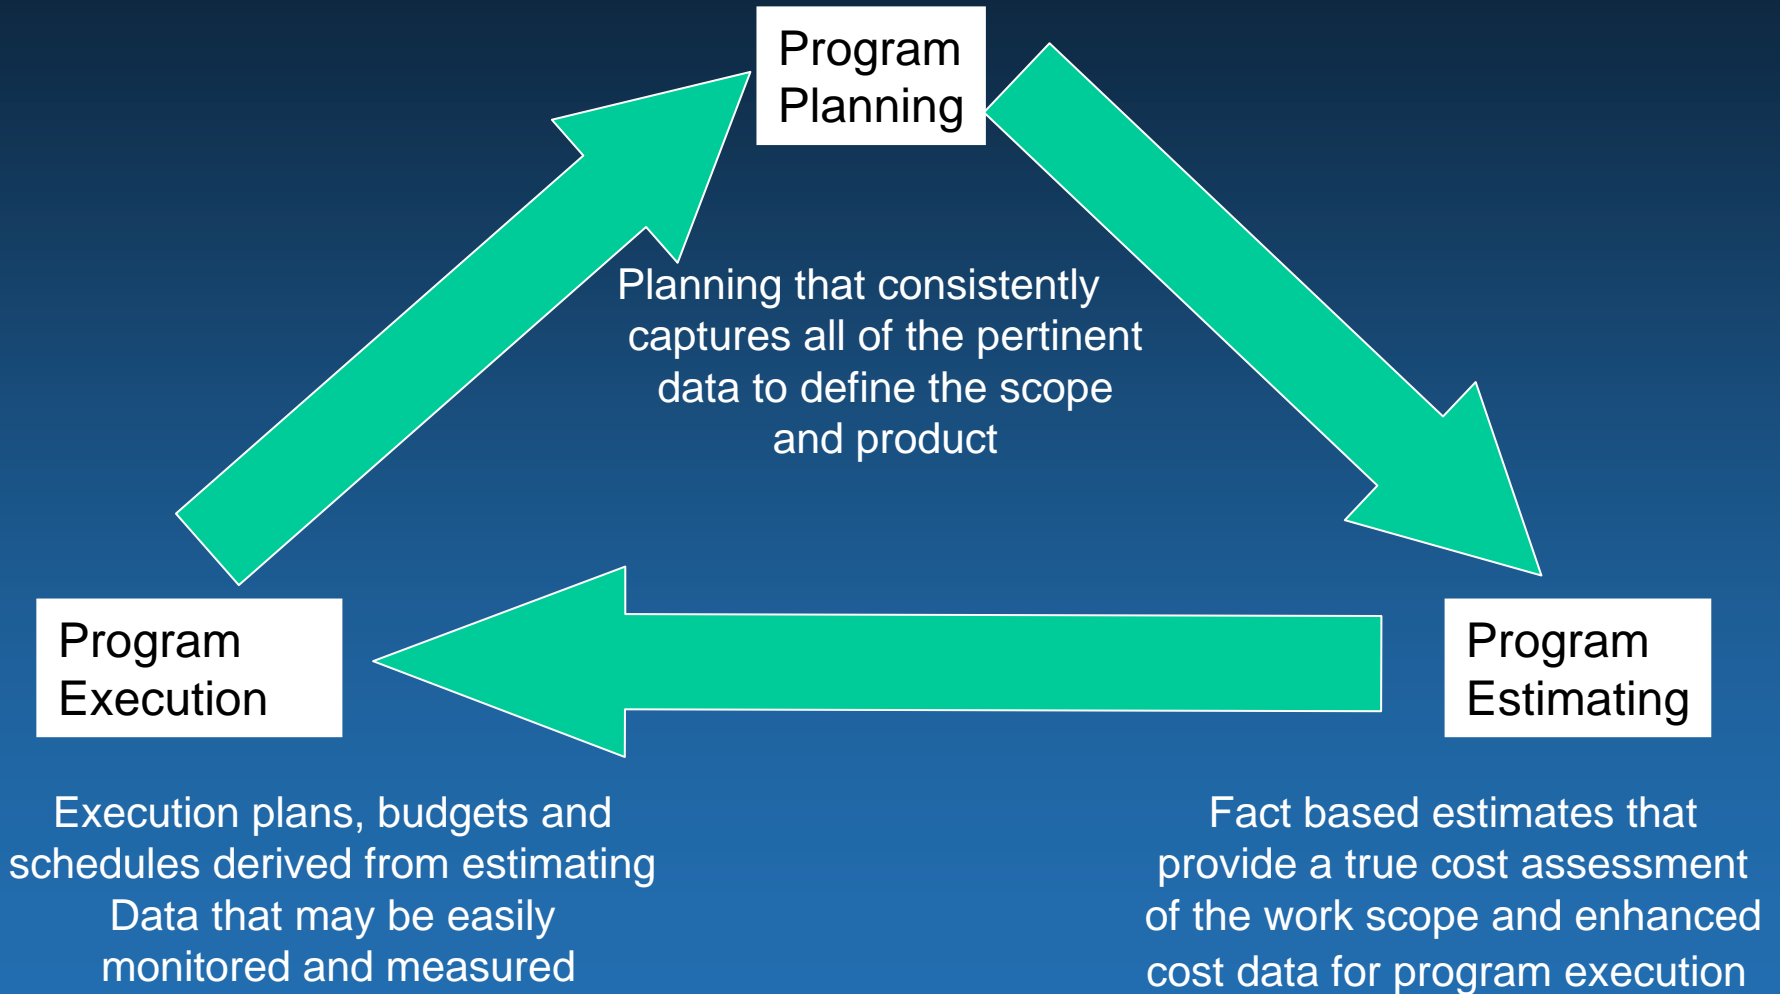 Program
Planning
Planning that consistently
captures all of the pertinent
data to define the scope
and product
Program
Execution
Program
Estimating
Execution plans, budgets and
schedules derived from estimating
Data that may be easily
monitored and measured
Fact based estimates that
provide a true cost assessment
of the work scope and enhanced
cost data for program execution